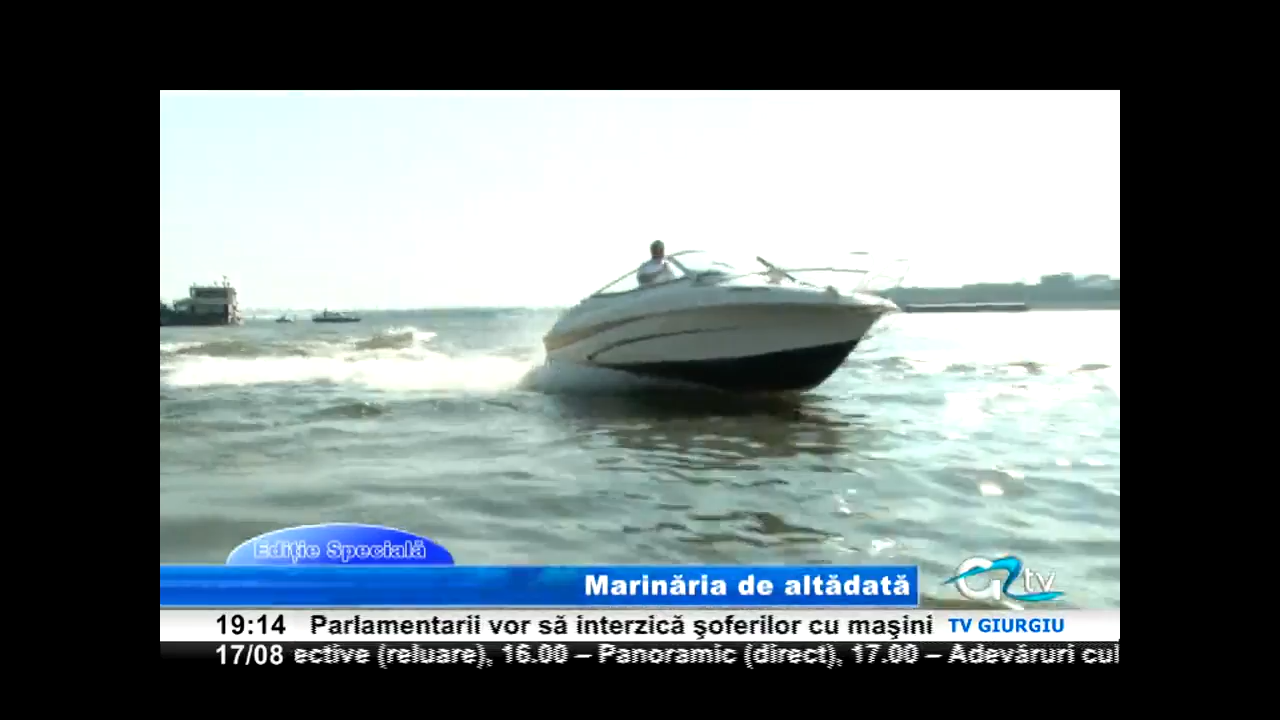 Ediție Specială
Marinăria de altădată
tv
19:14 Parlamentarii vor să interzică şoferilor cu maşini TV GIURGIU
17/08 ective (reluare), 16.00 – Panoramic (direct), 17.00 – Adevăruri cul